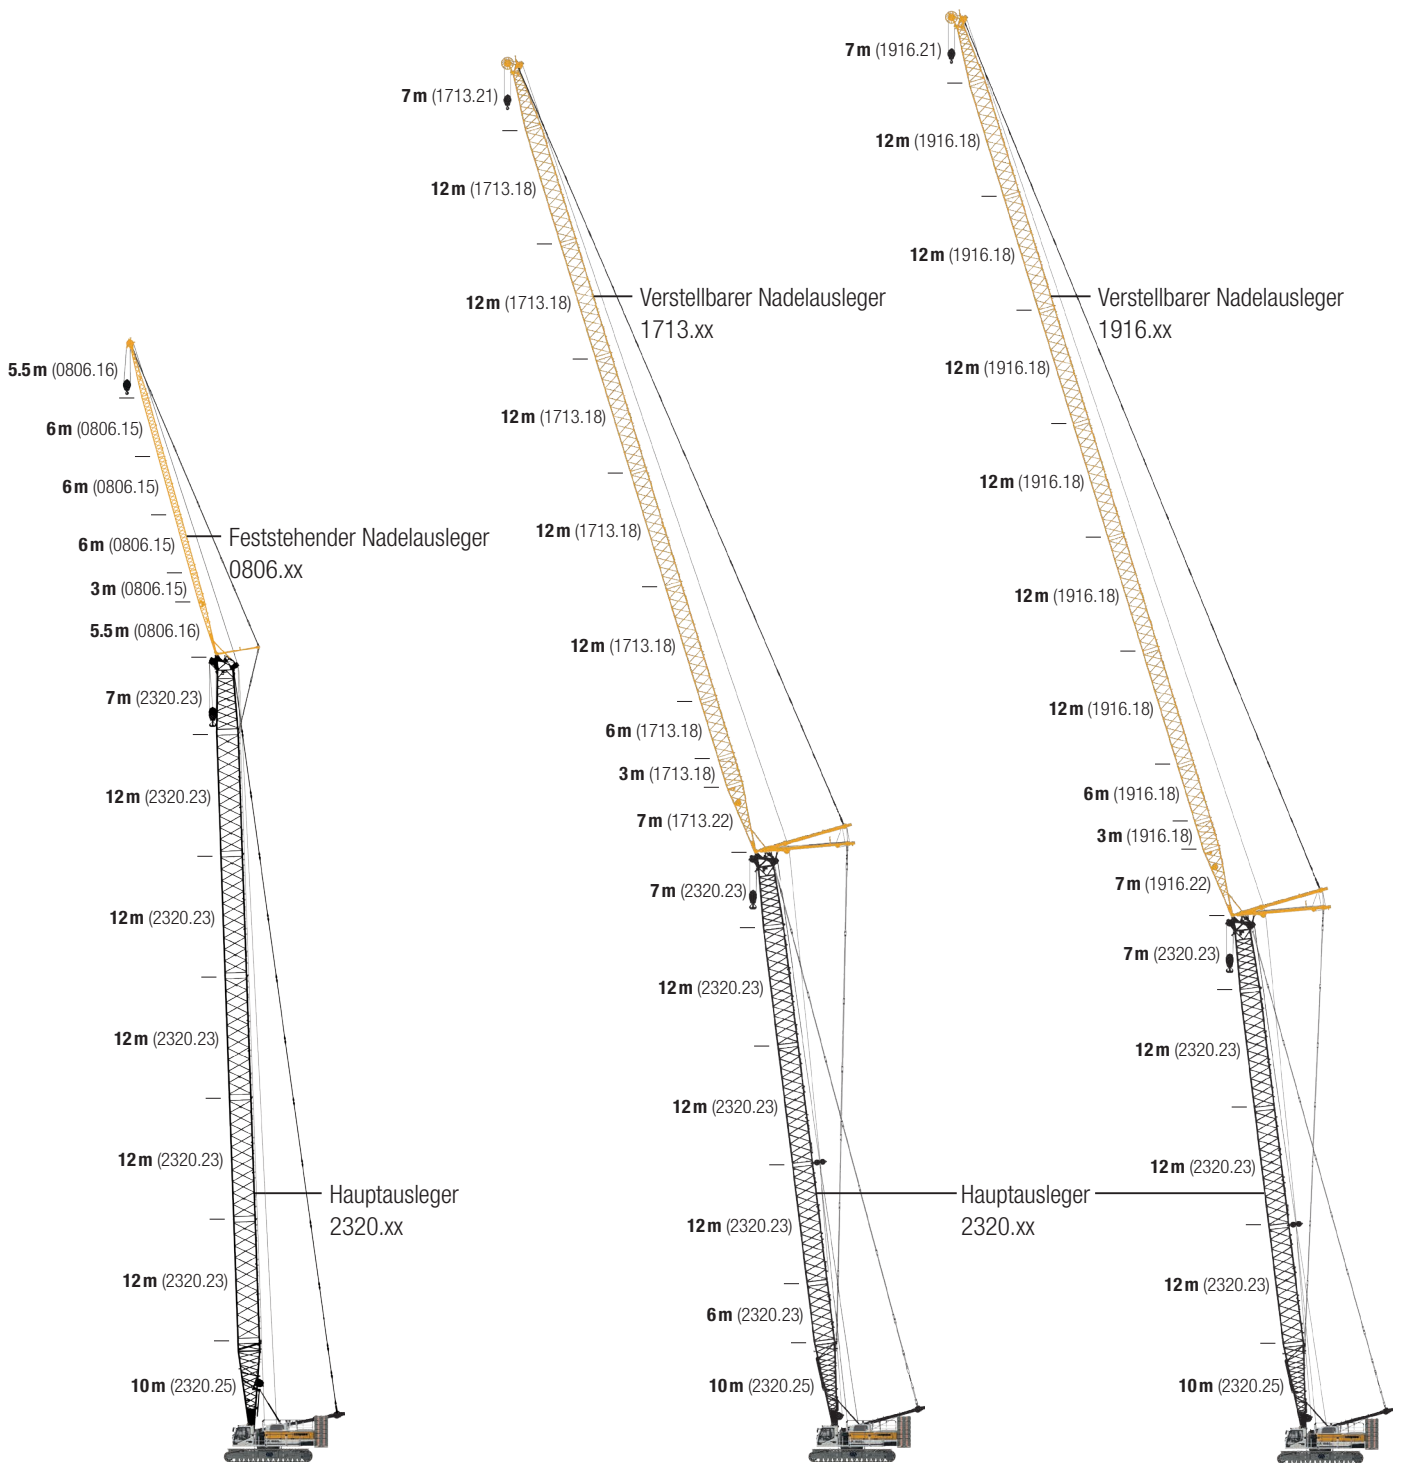 5.5 m (0806.16)
6 m (0806.15)
6 m (0806.15)
6 m (0806.15)
3 m (0806.15)
5.5 m (0806.16)
Feststehender Nadelausleger
0806.xx
7 m (2320.23)
12 m (2320.23)
12 m (2320.23)
12 m (2320.23)
12 m (2320.23)
12 m (2320.23)
10 m (2320.25)
Hauptausleger
2320.xx
7 m (1713.21)
12 m (1713.18)
12 m (1713.18)
12 m (1713.18)
12 m (1713.18)
12 m (1713.18)
6 m (1713.18)
3 m (1713.18)
7 m (1713.22)
Verstellbarer Nadelausleger
1713.xx
7 m (2320.23)
12 m (2320.23)
12 m (2320.23)
12 m (2320.23)
6 m (2320.23)
10 m (2320.25)
Hauptausleger
2320.xx
7 m (1916.21)
12 m (1916.18)
12 m (1916.18)
12 m (1916.18)
12 m (1916.18)
12 m (1916.18)
12 m (1916.18)
6 m (1916.18)
3 m (1916.18)
7 m (1916.22)
Verstellbarer Nadelausleger
1916.xx
7 m (2320.23)
12 m (2320.23)
12 m (2320.23)
12 m (2320.23)
10 m (2320.25)